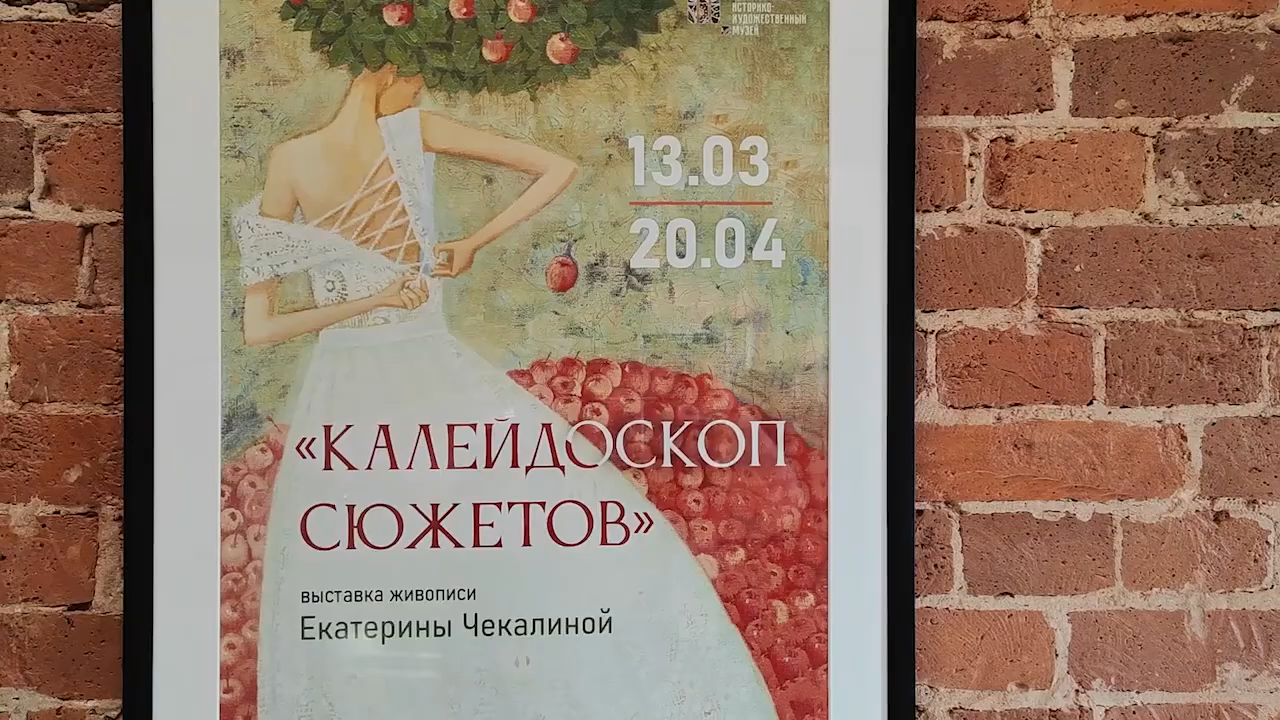 ИСТОРИКО-
ХУДОЖЕСТВЕННЫЙ
МУЗЕЙ
13.03
20.04
«КАЛЕЙДОСКОП
СЮЖЕТОВ»
выставка живописи
Екатерины Чекалиной